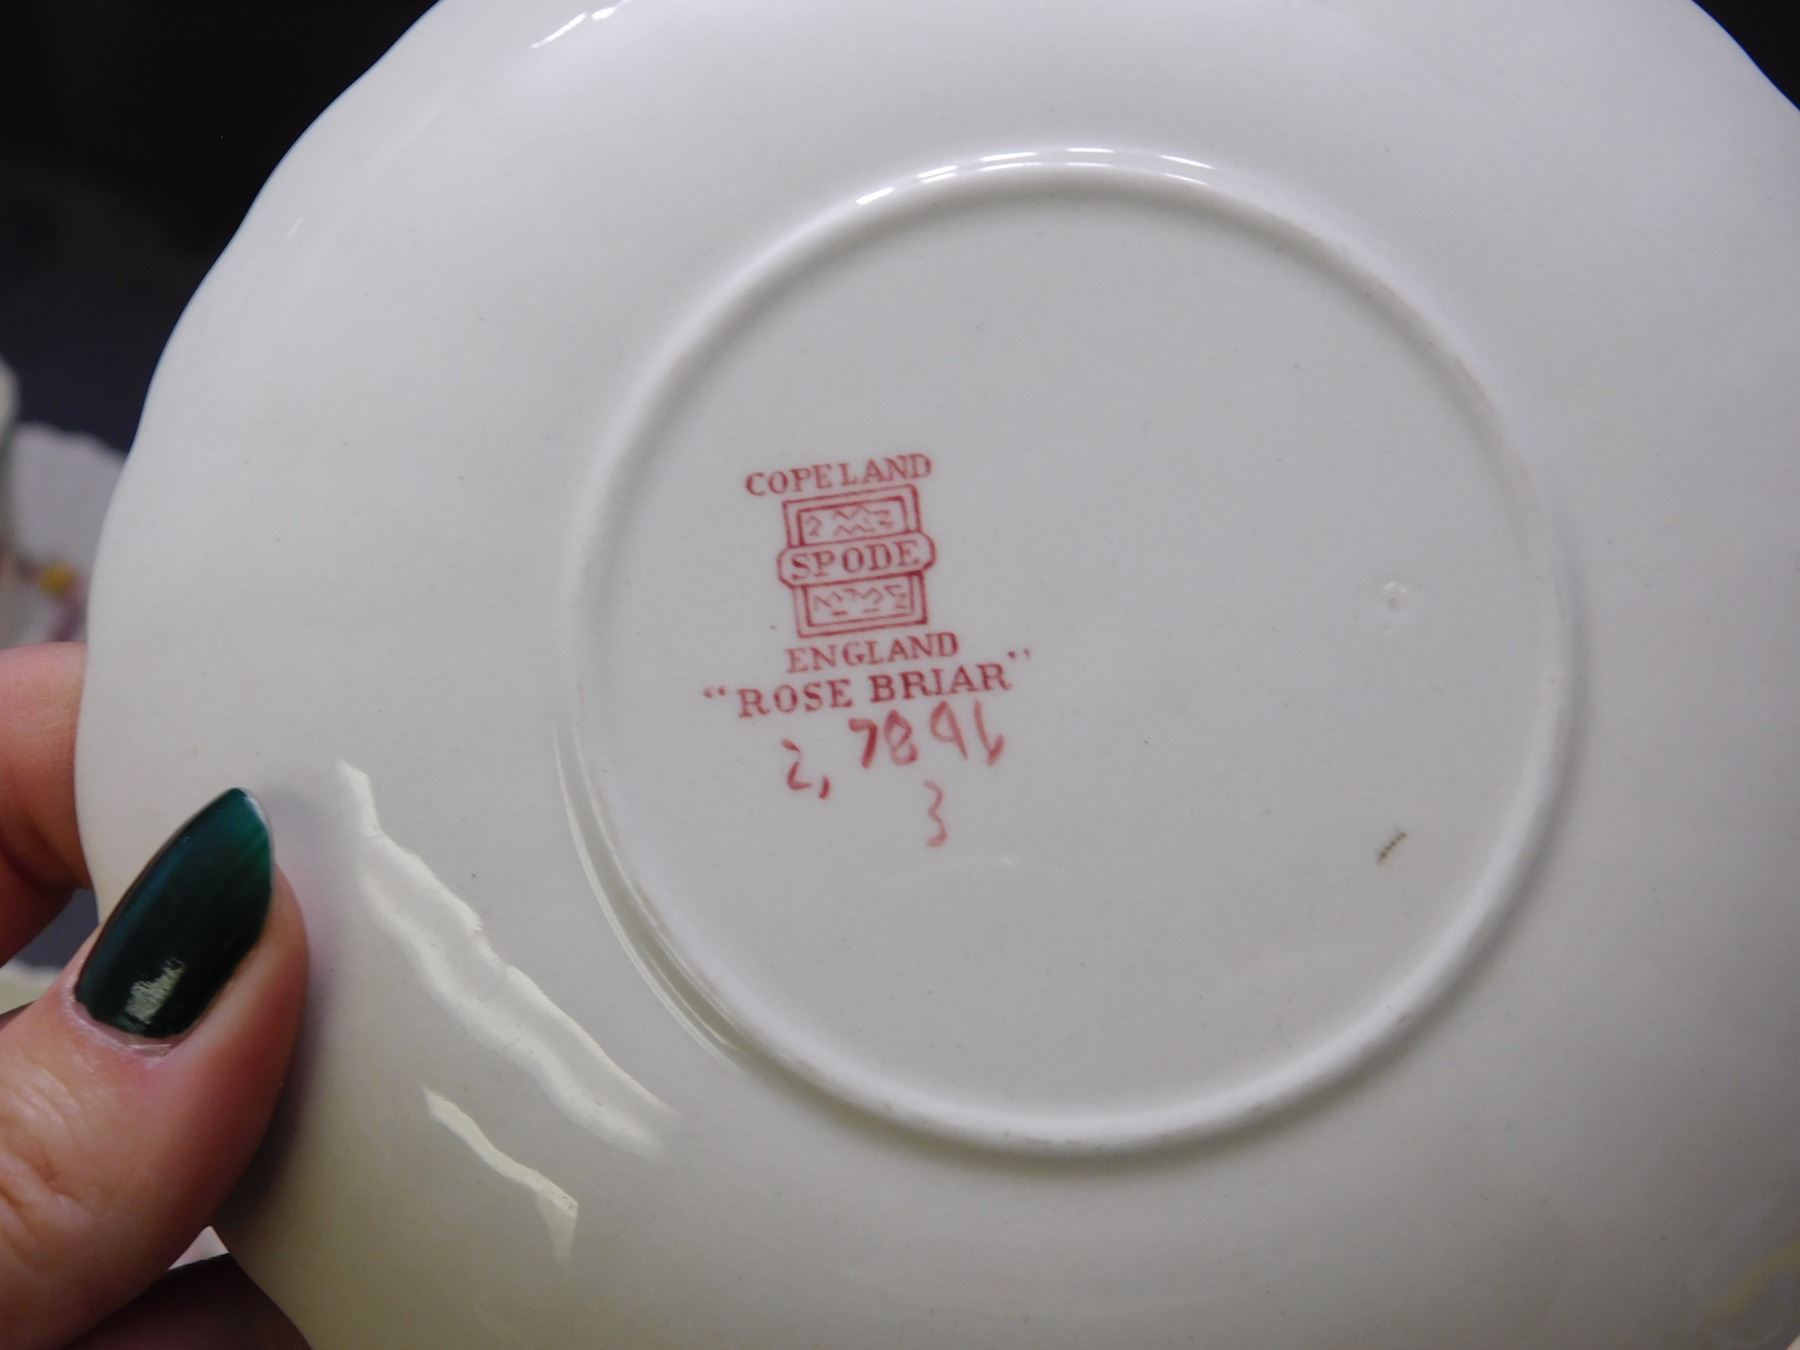 COPELAND
SPODE
ENGLAND
"ROSE BRIAR"
2,7896
3